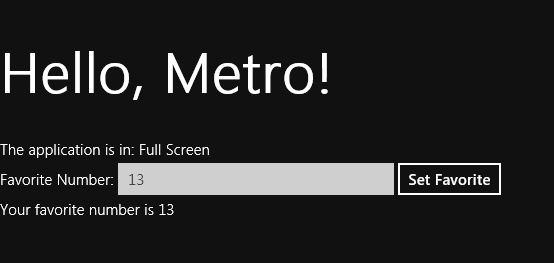 Hello, Metro!
The application is in: Full Screen
Favorite Number: 13 Set Favorite
Your favorite number is 13